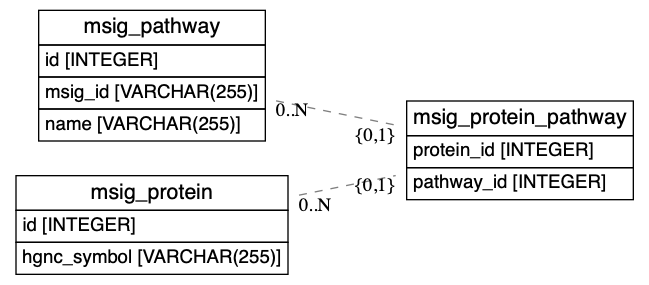 msig_pathway
id [INTEGER]
msig_id [VARCHAR(255)]
name [VARCHAR(255)]
0..N
{0,1}
msig_protein_pathway
protein_id [INTEGER]
pathway_id [INTEGER]
msig_protein
id [INTEGER]
hgnc_symbol [VARCHAR(255)]
0..N
{0,1}